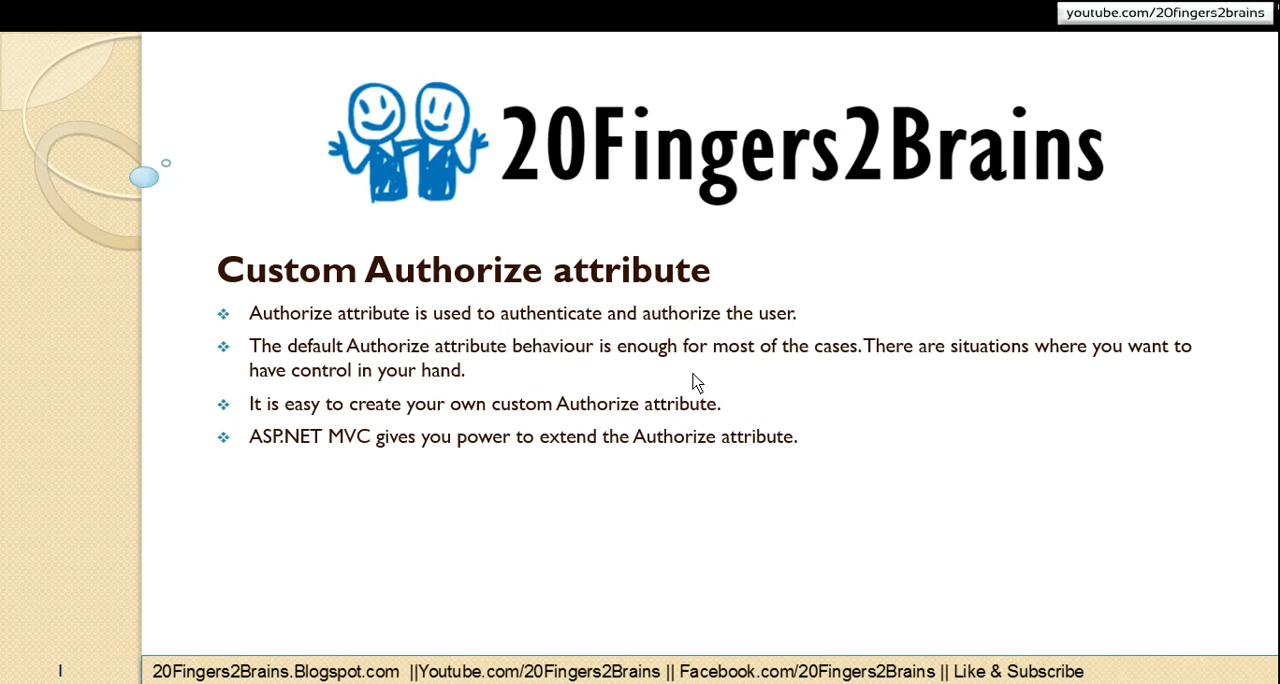 youtube.com/20fingers2brains
20Fingers2Brains
Custom Authorize attribute
Authorize attribute is used to authenticate and authorize the user.
The default Authorize attribute behaviour is enough for most of the cases. There are situations where you want to
have control in your hand.
It is easy to create your own custom Authorize attribute.
ASP.NET MVC gives you power to extend the Authorize attribute.
1
20Fingers2Brains.Blogspot.com ||Youtube.com/20Fingers2Brains || Facebook.com/20Fingers2Brains || Like & Subscribe